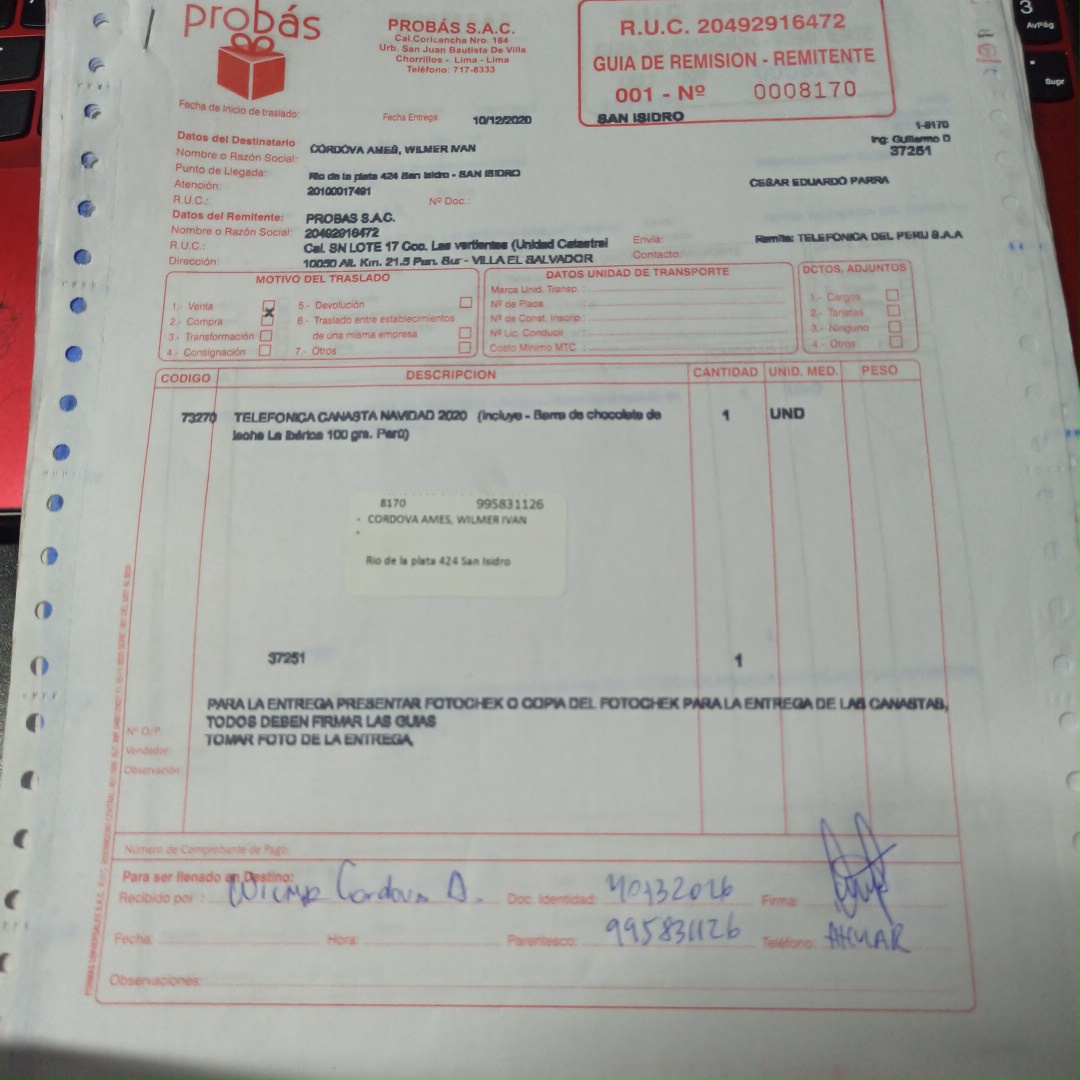 probás
PROBÁS S.A.C.
Cal.Coricancha Nro. 184
Urb. San Juan Bautista De Villa
Chorrillos - Lima - Lima
Teléfono: 717-8333
R.U.C. 20492916472
GUIA DE REMISION - REMITENTE
001 - Nº 0008170
Fecha de Inicio de traslado:
Fecha Entrega: 10/12/2020
SAN ISIDRO
1-8170
Ing: Guillermo D
37251
Datos del Destinatario
Nombre o Razón Social: CORDOVA AMES, WILMER IVAN
Punto de Llegada: Rio de la plata 424 San Isidro - SAN ISIDRO
Atención: 20100017491
CESAR EDUARDO PARRA
R.U.C.: Nº Doc.:
Datos del Remitente: PROBAS S.A.C.
Nombre o Razón Social: 20492916472
R.U.C.: Cal. SN LOTE 17 Coo. Las vertientes (Unidad Catastral
Dirección: 10050 Alt. Km. 21.5 Pan. Sur - VILLA EL SALVADOR
Envia: Remite: TELEFONICA DEL PERU S.A.A
Contacto:
MOTIVO DEL TRASLADO
1.- Venta X
2.- Compra
3.- Transformación
4.- Consignación
5.- Devolución
6.- Traslado entre establecimientos
de una misma empresa
7.- Otros
DATOS UNIDAD DE TRANSPORTE
Marca Unid. Transp. :
Nº de Placa
Nº de Const. Inscrip.:
Nº Lic. Conducir
Costo Mínimo MTC :
DCTOS. ADJUNTOS
1.- Cargos
2.- Tarjetas
3.- Ninguno
4.- Otros
CODIGO DESCRIPCION CANTIDAD UNID. MED. PESO
73270 TELEFONICA CANASTA NAVIDAD 2020 (Incluye - Barra de chocolate de 1 UND
leche La Ibérica 100 grs. Perú)
8170 995831126
CORDOVA AMES, WILMER IVAN
Rio de la plata 424 San Isidro
37251 1
PARA LA ENTREGA PRESENTAR FOTOCHEK O COPIA DEL FOTOCHEK PARA LA ENTREGA DE LAS CANASTAS,
TODOS DEBEN FIRMAR LAS GUIAS
TOMAR FOTO DE LA ENTREGA,
Nº O/P:
Vendedor:
Observación:
Número de Comprobante de Pago:
Para ser llenado en Destino:
Recibido por : Wilmer Cordova A. Doc. Identidad: 40732026 Firma:
Fecha: Hora: Parentesco: 995831126 Teléfono:
Observaciones:
3
AvPág
Supr